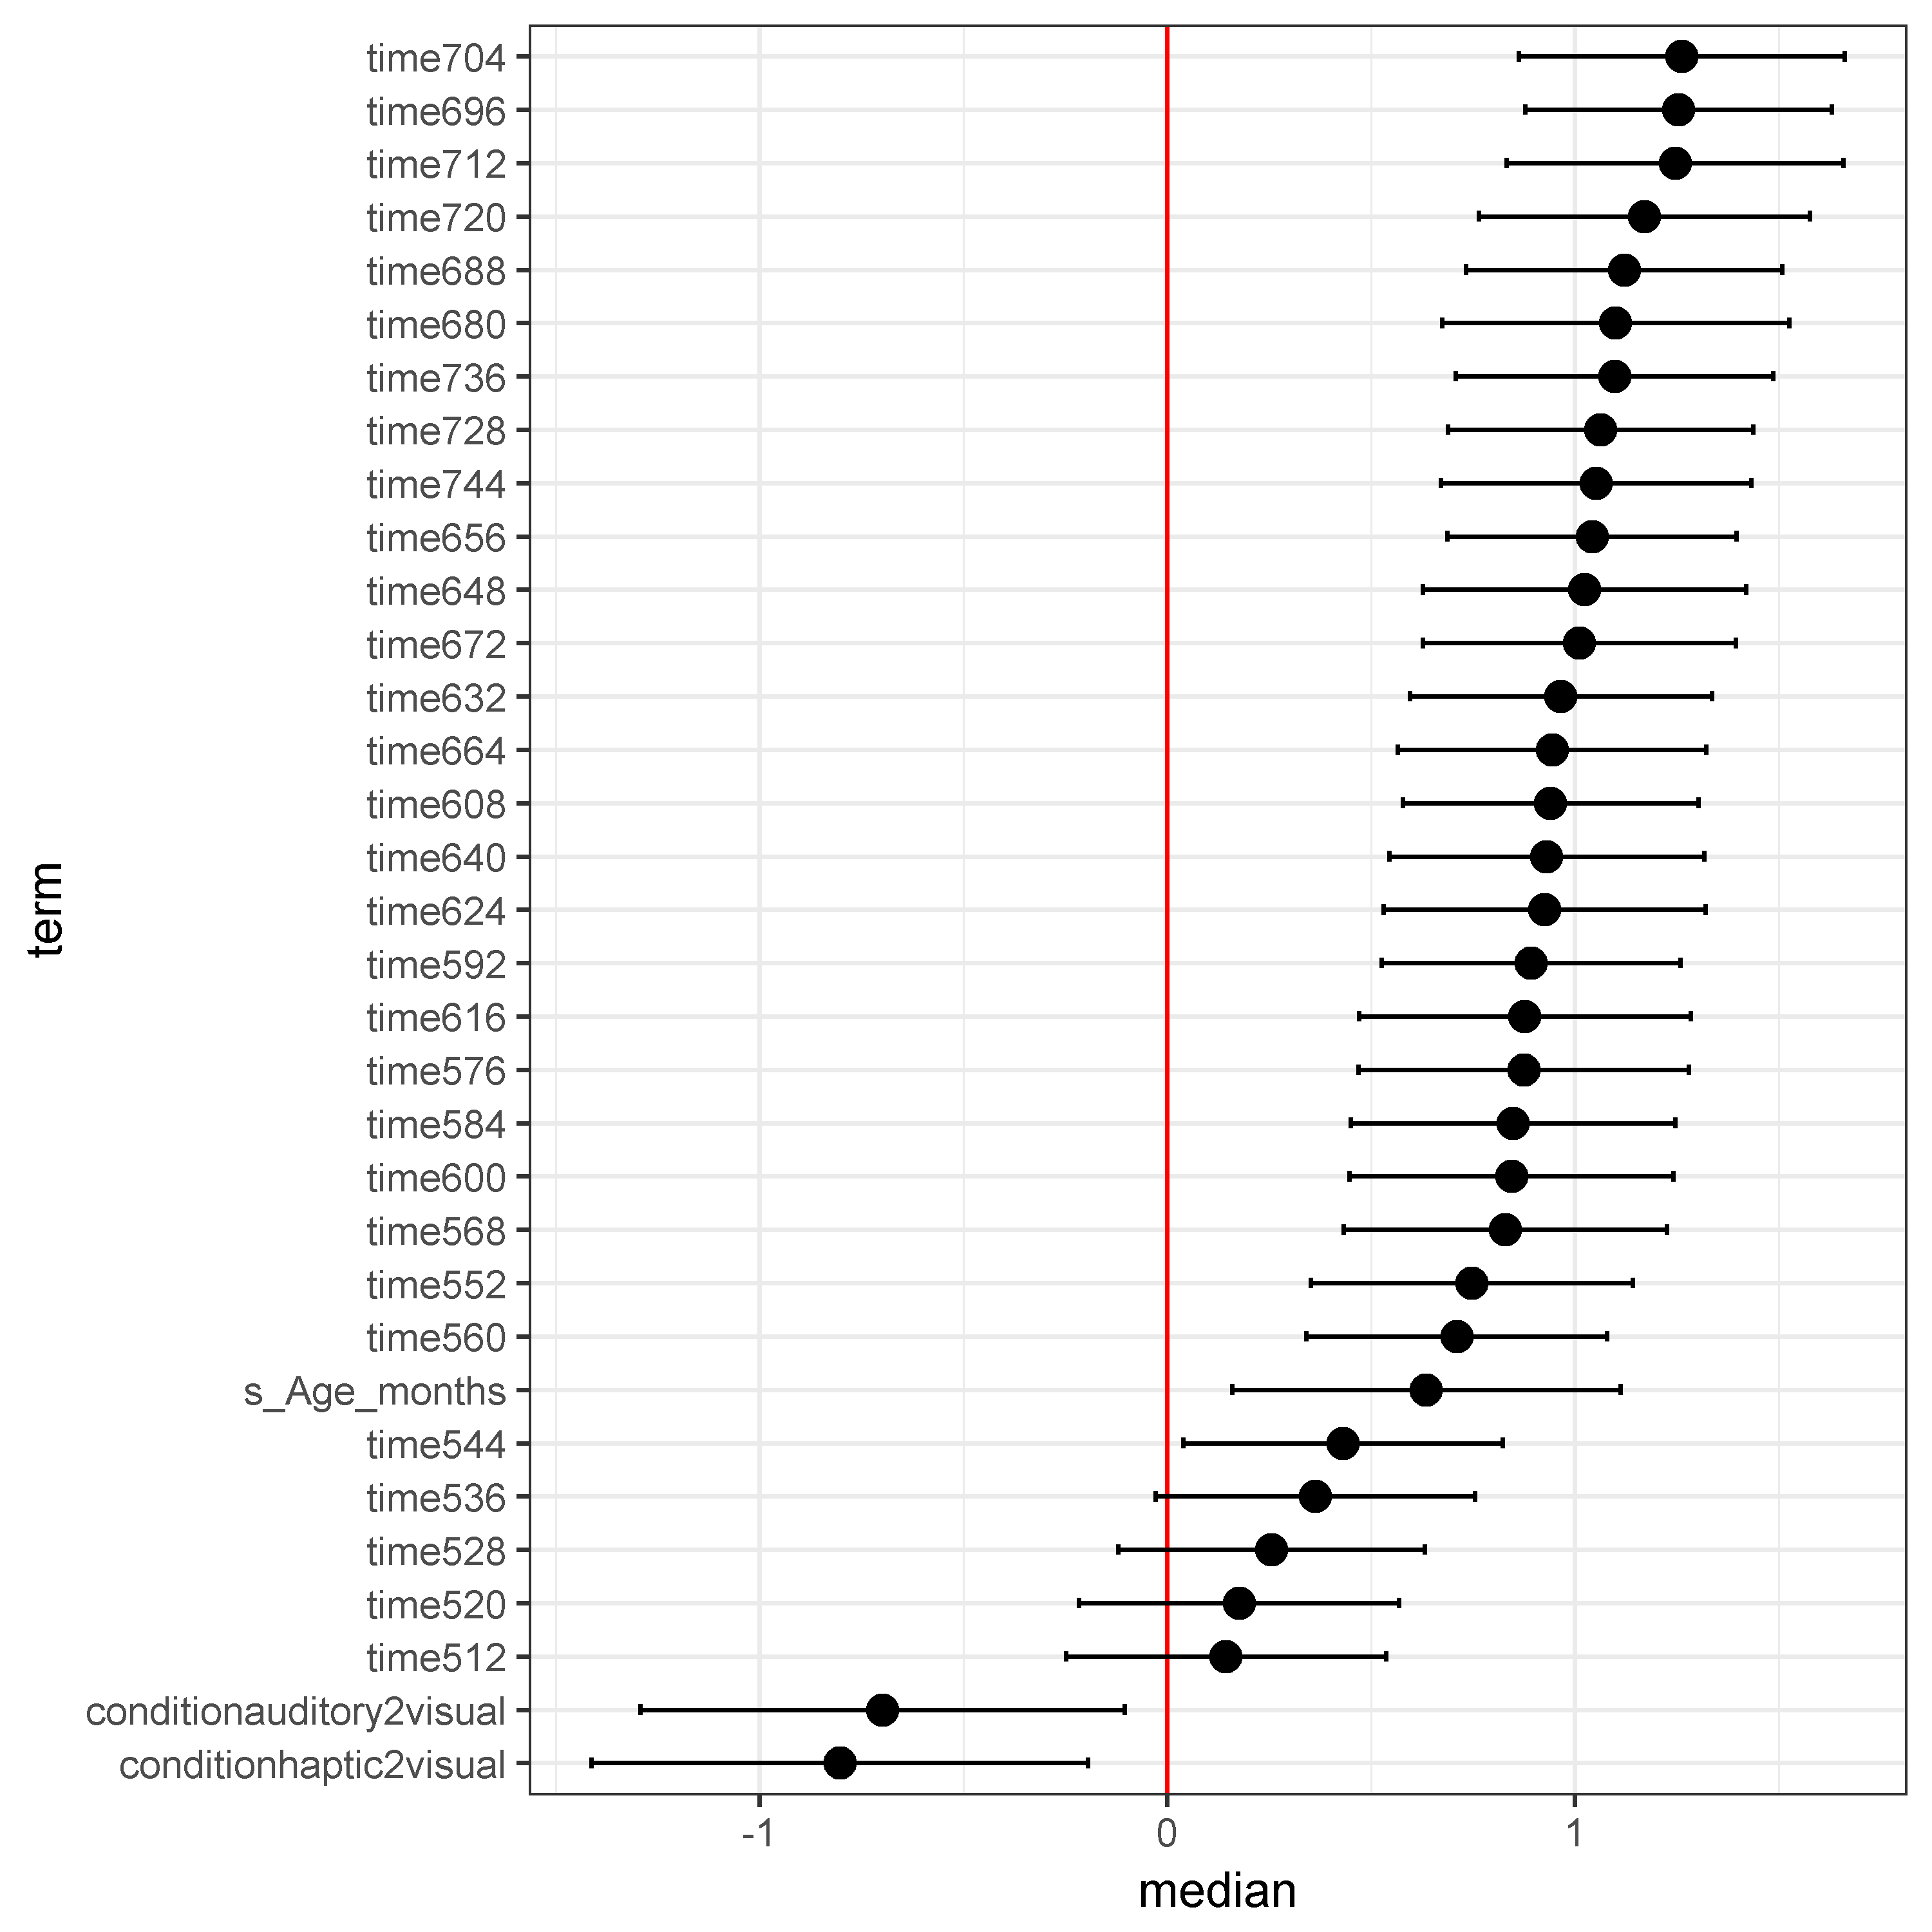 time704
time696
time712
time720
time688
time680
time736
time728
time744
time656
time648
time672
time632
time664
time608
time640
time624
time592
time616
time576
time584
time600
time568
time552
time560
s_Age_months
time544
time536
time528
time520
time512
conditionauditory2visual
conditionhaptic2visual
term
-1 0 1
median